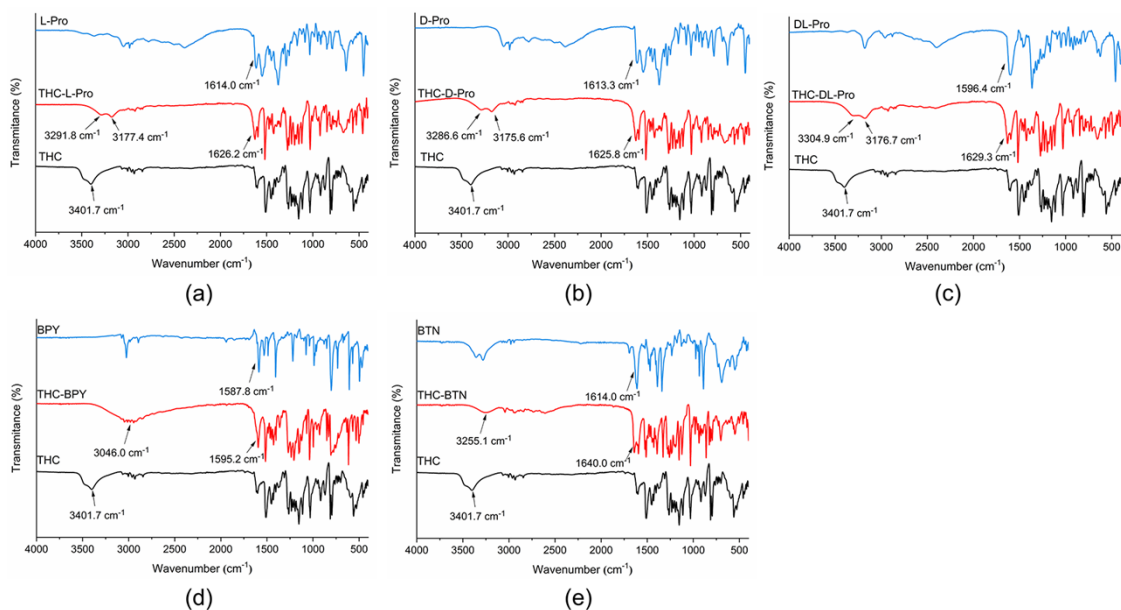 L-Pro
1614.0 cm⁻¹
THC-L-Pro
3291.8 cm⁻¹
3177.4 cm⁻¹
1626.2 cm⁻¹
THC
3401.7 cm⁻¹
Transmitance (%)
4000 3500 3000 2500 2000 1500 1000 500
Wavenumber (cm⁻¹)
(a)
D-Pro
1613.3 cm⁻¹
THC-D-Pro
3286.6 cm⁻¹
3175.6 cm⁻¹
1625.8 cm⁻¹
THC
3401.7 cm⁻¹
Transmitance (%)
4000 3500 3000 2500 2000 1500 1000 500
Wavenumber (cm⁻¹)
(b)
DL-Pro
1596.4 cm⁻¹
THC-DL-Pro
3304.9 cm⁻¹
3176.7 cm⁻¹
1629.3 cm⁻¹
THC
3401.7 cm⁻¹
Transmitance (%)
4000 3500 3000 2500 2000 1500 1000 500
Wavenumber (cm⁻¹)
(c)
BPY
1587.8 cm⁻¹
THC-BPY
3046.0 cm⁻¹
1595.2 cm⁻¹
THC
3401.7 cm⁻¹
Transmitance (%)
4000 3500 3000 2500 2000 1500 1000 500
Wavenumber (cm⁻¹)
(d)
BTN
1614.0 cm⁻¹
THC-BTN
3255.1 cm⁻¹
1640.0 cm⁻¹
THC
3401.7 cm⁻¹
Transmitance (%)
4000 3500 3000 2500 2000 1500 1000 500
Wavenumber (cm⁻¹)
(e)